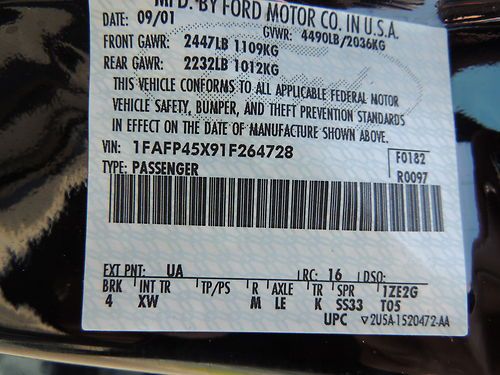 MFD. BY FORD MOTOR CO. IN U.S.A.
DATE: 09/01 GVWR: 4490LB/2036KG
FRONT GAWR: 2447LB 1109KG
REAR GAWR: 2232LB 1012KG
THIS VEHICLE CONFORMS TO ALL APPLICABLE FEDERAL MOTOR
VEHICLE SAFETY, BUMPER, AND THEFT PREVENTION STANDARDS
IN EFFECT ON THE DATE OF MANUFACTURE SHOWN ABOVE.
VIN: 1FAFP45X91F264728 F0182
TYPE: PASSENGER R0097
EXT PNT: UA RC: 16 DSO:
BRK INT TR TP/PS R AXLE TR SPR 1ZE2G
4 XW M LE K SS33 T05
UPC ▽2U5A-1520472-AA